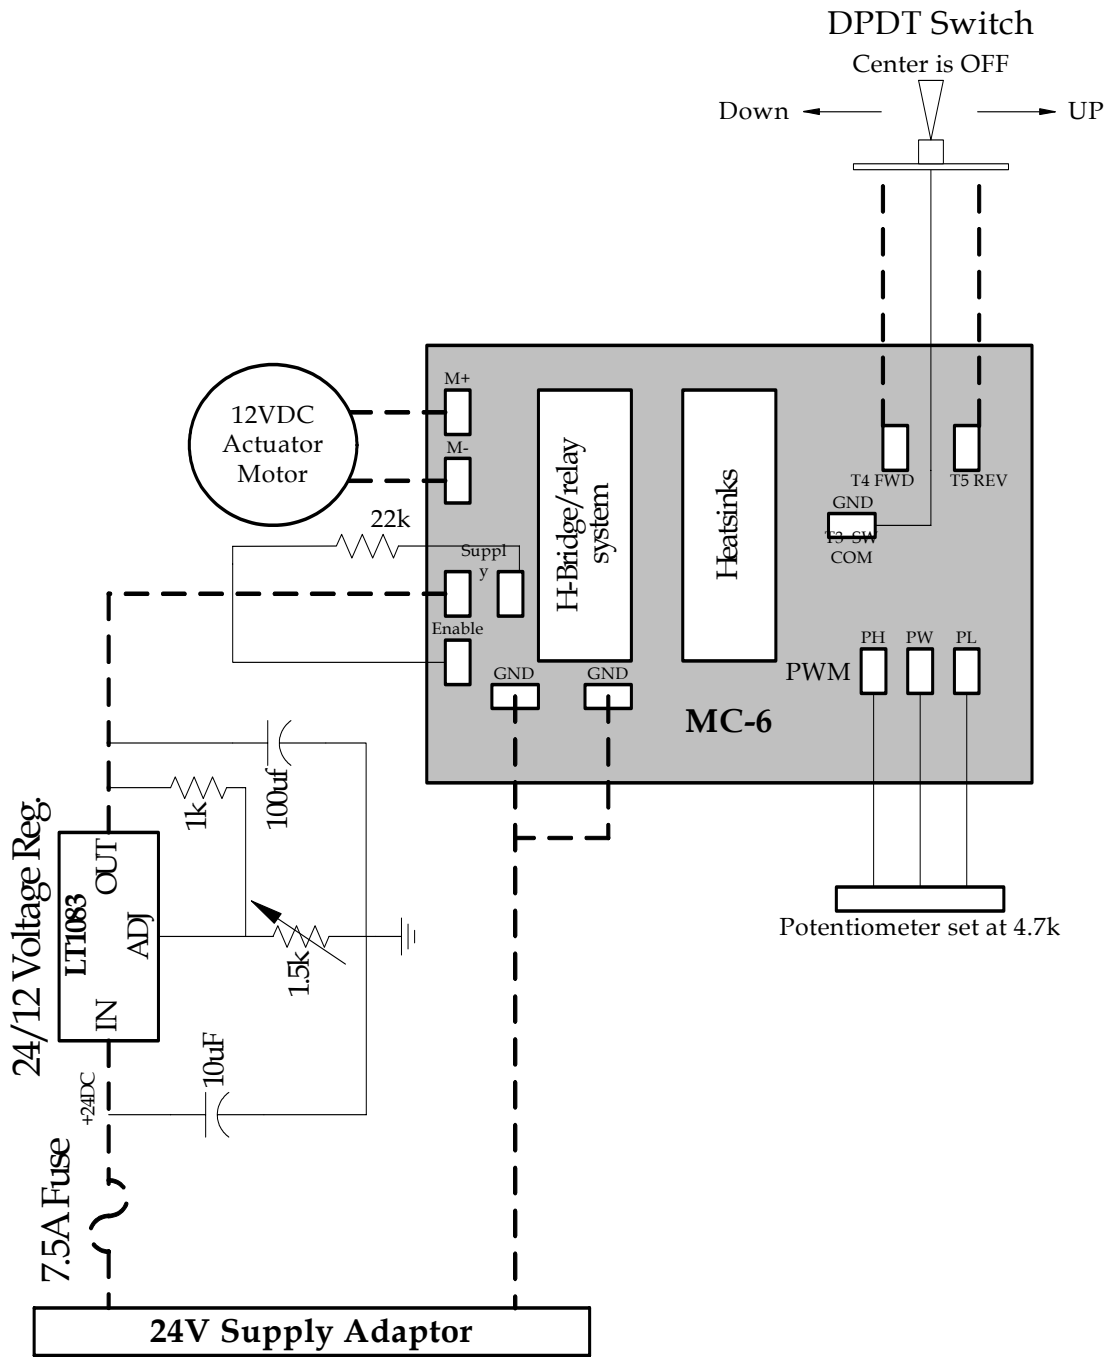 DPDT Switch
Center is OFF
Down
UP
M+
12VDC
Actuator
Motor
M-
H-Bridge/relay
system
Heatsinks
T4 FWD
T5 REV
GND
T3 SW
COM
22k
Suppl
y
Enable
GND
GND
PWM
PH
PW
PL
MC-6
Potentiometer set at 4.7k
24/12 Voltage Reg.
LT1083
OUT
ADJ
IN
1k
100uf
1.5k
10uF
+24DC
7.5A Fuse
24V Supply Adaptor